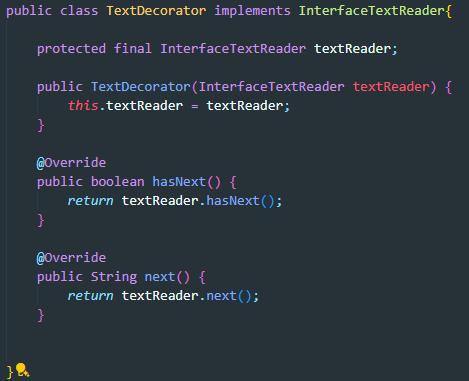 public class TextDecorator implements InterfaceTextReader{
    protected final InterfaceTextReader textReader;
    public TextDecorator(InterfaceTextReader textReader) {
        this.textReader = textReader;
    }
    @Override
    public boolean hasNext() {
        return textReader.hasNext();
    }
    @Override
    public String next() {
        return textReader.next();
    }
}